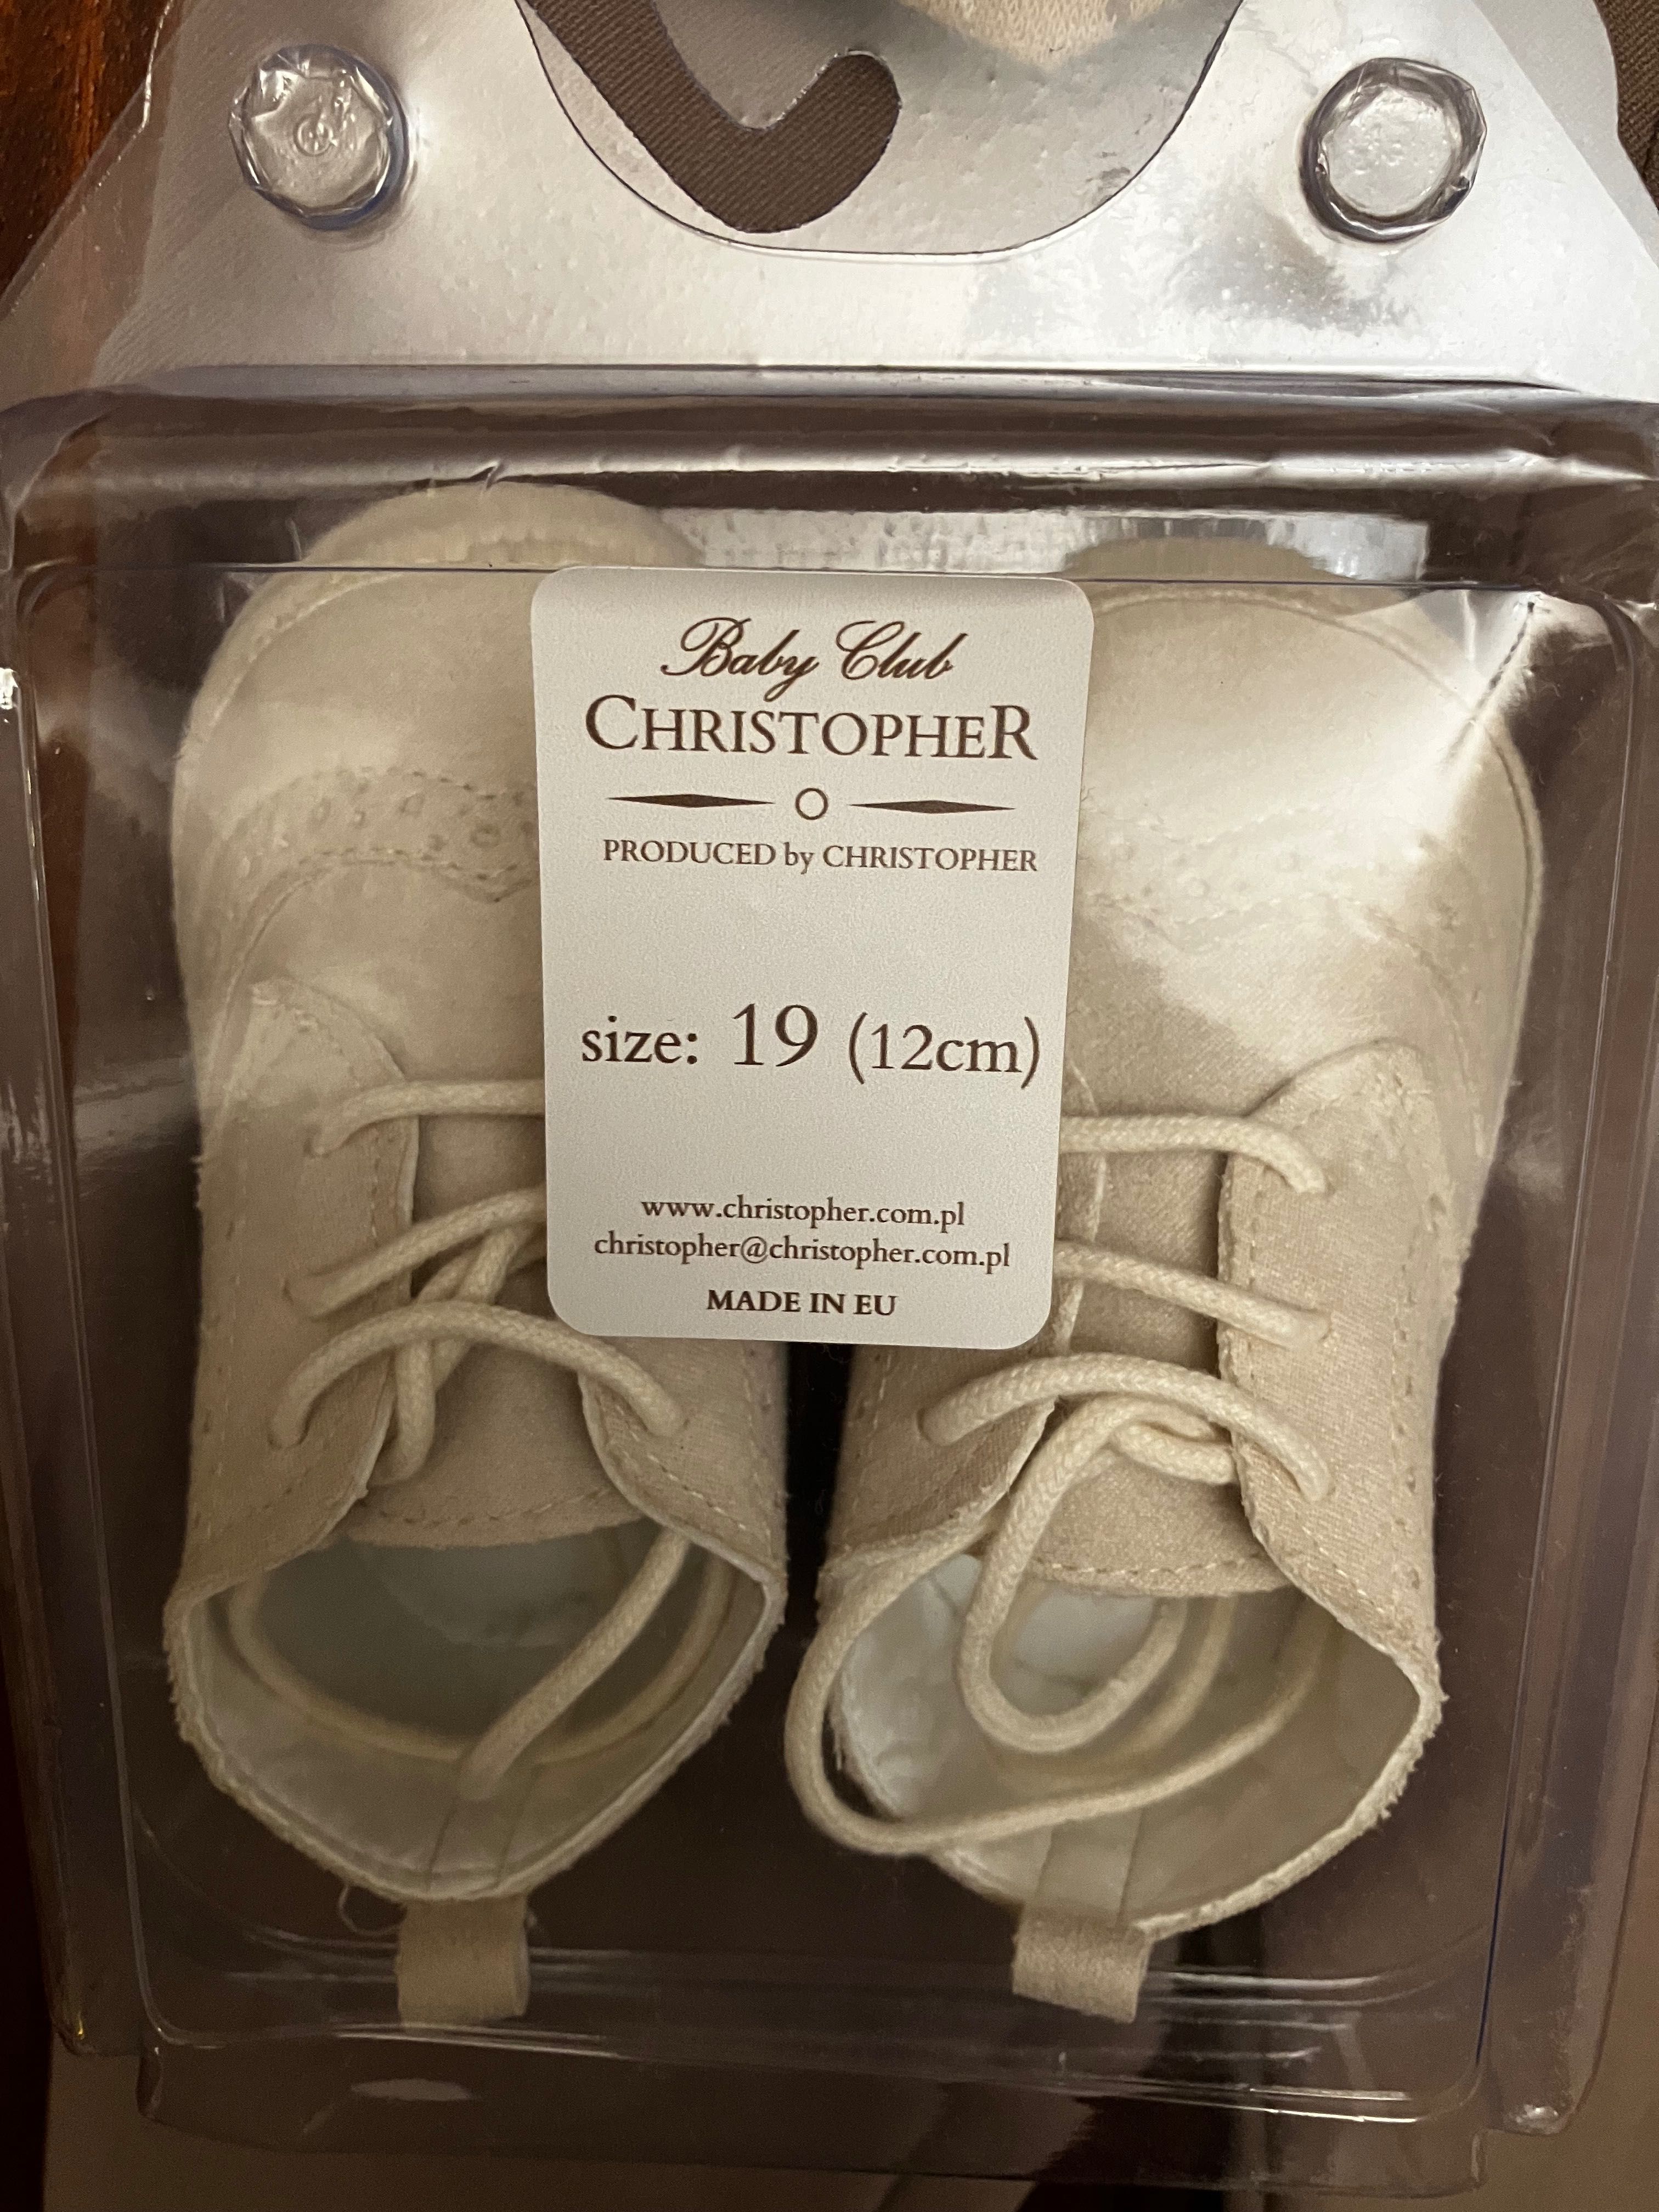 Baby Club
CHRISTOPHER
PRODUCED by CHRISTOPHER
size: 19 (12cm)
www.christopher.com.pl
christopher@christopher.com.pl
MADE IN EU